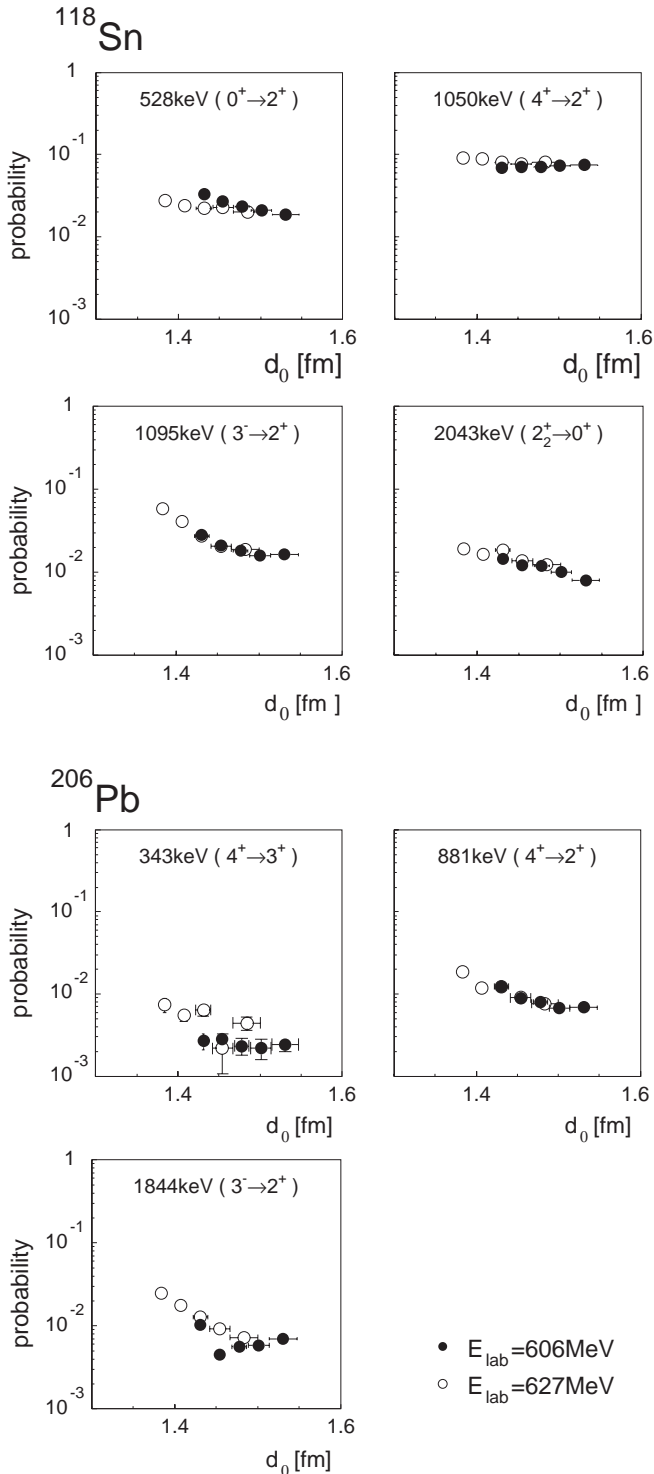 ¹¹⁸Sn
528keV ( 0⁺→2⁺)
1050keV ( 4⁺→2⁺)
probability
1
10⁻¹
10⁻²
10⁻³
1.4 1.6
d₀ [fm]
1.4 1.6
d₀ [fm]
1095keV ( 3⁻→2⁺)
2043keV ( 2₂⁺→0⁺)
probability
1
10⁻¹
10⁻²
10⁻³
1.4 1.6
d₀ [fm]
1.4 1.6
d₀ [fm ]
²⁰⁶Pb
343keV ( 4⁺→3⁺)
881keV ( 4⁺→2⁺)
probability
1
10⁻¹
10⁻²
10⁻³
1.4 1.6
d₀ [fm]
1.4 1.6
d₀ [fm]
1844keV ( 3⁻→2⁺)
probability
1
10⁻¹
10⁻²
10⁻³
1.4 1.6
d₀ [fm]
● E_lab=606MeV
○ E_lab=627MeV